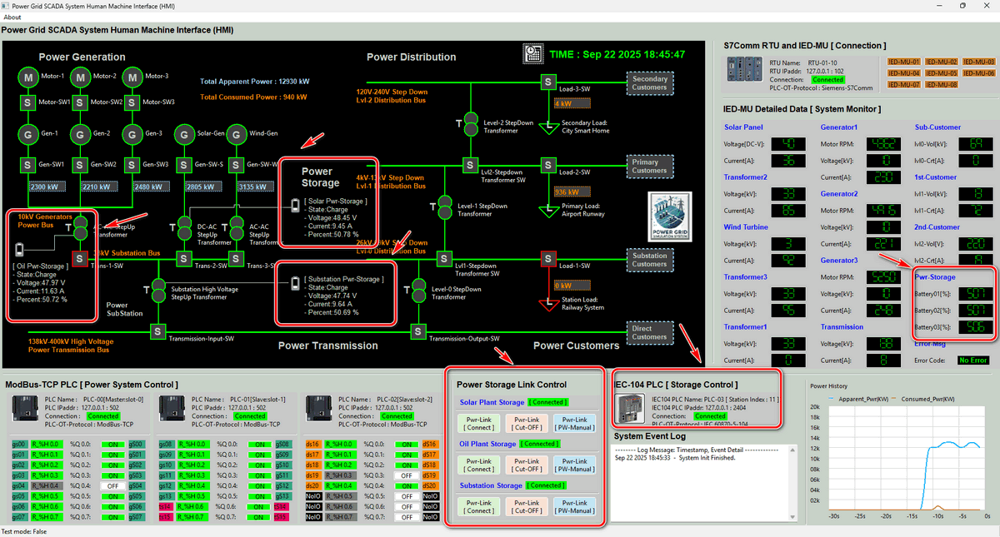 Power Grid SCADA System Human Machine Interface (HMI)
About
Power Grid SCADA System Human Machine Interface (HMI)
Power Generation
Power Distribution
TIME : Sep 22 2025 18:45:47
M Motor-1 M Motor-2 M Motor-3
S Motor-SW1 S Motor-SW2 S Motor-SW3
Total Apparent Power : 12930 kW
Total Consumed Power : 940 kW
G Gen-1 G Gen-2 G Gen-3 G Solar-Gen G Wind-Gen
S Gen-SW1 S Gen-SW2 S Gen-SW3 S Gen-SW-S S
2300 kW 2210 kW 2480 kW 2805 kW 3135 kW
10kV Generators
Power Bus
T
T DC-AC
StepUp
Transformer
T AC-AC
StepUp
Transformer
[ Oil Pwr-Storage ]
- State:Charge
- Voltage:47.97 V
- Current:11.63 A
- Percent:50.72 %
S Trans-1-SW S Trans-2-SW S
Power
Storage
[ Solar Pwr-Storage ]
- State:Charge
- Voltage:48.45 V
- Current:9.45 A
- Percent:50.78 %
[ Substation Pwr-Storage ]
- State:Charge
- Voltage:47.74 V
- Current:9.64 A
- Percent:50.69 %
T Substation High Voltage
StepUp Transformer
Power
SubStation
138kV-400kV High Voltage
Power Transmission Bus
S Transmission-Input-SW
Power Transmission
S Transmission-Output-SW
Power Customers
120V-240V Step Down
Lvl-2 Distribution Bus
S Load-3-SW
4 kW
Secondary
Customers
T Level-2 StepDown
Transformer
L Secondary Load:
City Smart Home
S Lvl2-Stepdown
Transformer SW
S Load-2-SW
Primary
Customers
Step Down
Lvl-1 Distribution Bus
936 kW
T Level-1 StepDown
Transformer
L Primary Load:
Airport Runway
POWER GRID
Step Down
Lvl-0 Distribution Bus
S Lvl1-StepDown
Transformer SW
S Load-1-SW
Substation
Customers
0 kW
T Level-0 StepDown
Transformer
L Station Load:
Railway System
Direct
Customers
S7Comm RTU and IED-MU [ Connection ]
RTU Name: RTU-01-10
RTU IPaddr: 127.0.0.1 : 102
Connection: Connected
PLC-OT-Protocol : Siemens-S7Comm
IED-MU-01 IED-MU-02 IED-MU-03
IED-MU-04 IED-MU-05 IED-MU-06
IED-MU-07 IED-MU-08
IED-MU Detailed Data [ System Monitor ]
Solar Panel Generator1 Sub-Customer
Voltage[DC-V]: 40 Motor RPM: 4362 lvl0-Vol[kV]: 69
Current[A]: 36 Voltage[kV]: 0 lvl0-Crt[A]: 0
Transformer2 Current[A]: 230 1st-Customer
Voltage[kV]: 33 Generator2 lvl1-Vol[kV]: 13
Current[A]: 85 Motor RPM: 4916 lvl1-Crt[A]: 72
Wind Turbine Voltage[kV]: 0 2nd-Customer
Voltage[kV]: 3 Current[A]: 221 lvl2-Vol[V]: 220
Current[A]: 92 Generator3 lvl2-Crt[A]:
Transformer3 Motor RPM: 5250 Pwr-Storage
Voltage[kV]: 33 Voltage[kV]: 0 Battery01[%]: 507
Current[A]: 95 Current[A]: 248 Battery02[%]: 507
Transformer1 Transmission Battery03[%]: 506
Voltage[kV]: 33 Voltage[kV]: 68 Error-Msg
Current[A]: 0 Current[A]: 8 Error Code: No Error
ModBus-TCP PLC [ Power System Control ]
PLC Name : PLC-00[Master:slot-0]
PLC IPaddr : 127.0.0.1 : 502
Connection : Connected
PLC-OT-Protocol : ModBus-TCP
gs00 R_%H 0.0 %Q 0.0: ON gS00
gs01 R_%H 0.1 %Q 0.1: ON gS01
gs02 R_%H 0.2 %Q 0.2: ON gS02
gs03 R_%H 0.3 %Q 0.3: ON gS03
gs04 R_%H 0.4 %Q 0.4: OFF gS04
gs05 R_%H 0.5 %Q 0.5: ON gS05
gs06 R_%H 0.6 %Q 0.6: ON gS06
gs07 R_%H 0.7 %Q 0.7: ON gS07
PLC Name : PLC-01[Slave:slot-1]
PLC IPaddr : 127.0.0.1 : 502
Connection : Connected
PLC-OT-Protocol : ModBus-TCP
gs08 R_%H 0.0 %Q 0.0: ON gS08
gs09 R_%H 0.1 %Q 0.1: ON gS09
gs10 R_%H 0.2 %Q 0.2: ON gS10
gs11 R_%H 0.3 %Q 0.3: ON gS11
gs12 R_%H 0.4 %Q 0.4: ON gS12
gs13 R_%H 0.5 %Q 0.5: ON gS13
ts14 R_%H 0.6 %Q 0.6: ON tS14
ts15 R_%H 0.7 %Q 0.7: ON tS15
PLC Name : PLC-02[Slave:slot-2]
PLC IPaddr : 127.0.0.1 : 502
Connection : Connected
PLC-OT-Protocol : ModBus-TCP
ds16 R_%H 0.0 %Q 0.0: ON dS16
ds17 R_%H 0.1 %Q 0.1: ON dS17
ds18 R_%H 0.2 %Q 0.2: ON dS18
ds19 R_%H 0.3 %Q 0.3: OFF dS19
ds20 R_%H 0.4 %Q 0.4: ON dS20
NoIO R_%H 0.5 %Q 0.5: OFF NoIO
NoIO R_%H 0.6 %Q 0.6: OFF NoIO
NoIO R_%H 0.7 %Q 0.7: OFF NoIO
Power Storage Link Control
Solar Plant Storage [ Connected ]
Pwr-Link Pwr-Link Pwr-Link
[ Connect ] [ Cut-OFF ] [ PW-Manual ]
Oil Plant Storage [ Connected ]
Pwr-Link Pwr-Link Pwr-Link
[ Connect ] [ Cut-OFF ] [ PW-Manual ]
Substation Storage [ Connected ]
Pwr-Link Pwr-Link Pwr-Link
[ Connect ] [ Cut-OFF ] [ PW-Manual ]
IEC-104 PLC [ Storage Control ]
IEC104 PLC Name: PLC-03 [ Station Index : 11 ]
IEC104 PLC IPaddr : 127.0.0.1 : 2404
Connection : Connected
PLC-OT-Protocol : IEC 60870-5-104
System Event Log
-------- Log Message: Timestamp, Event Detail --------------
Sep 22 2025 18:45:33 - System Init Finished.
Power History
Apparent_Pwr(KW) Consumed_Pwr(KW)
20k
18k
16k
14k
12k
10k
08k
06k
04k
02k
-30s -25s -20s -15s -10s -5s 0s
Test mode: False